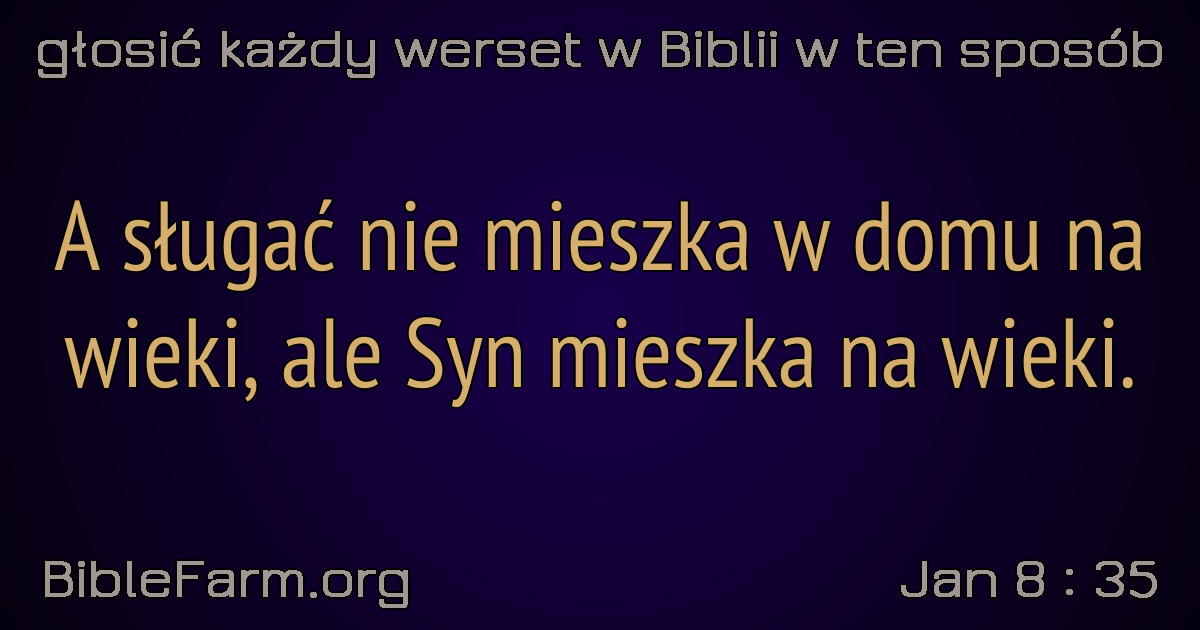 głosić każdy werset w Biblii w ten sposób
A sługać nie mieszka w domu na
wieki, ale Syn mieszka na wieki.
BibleFarm.org
Jan 8 : 35